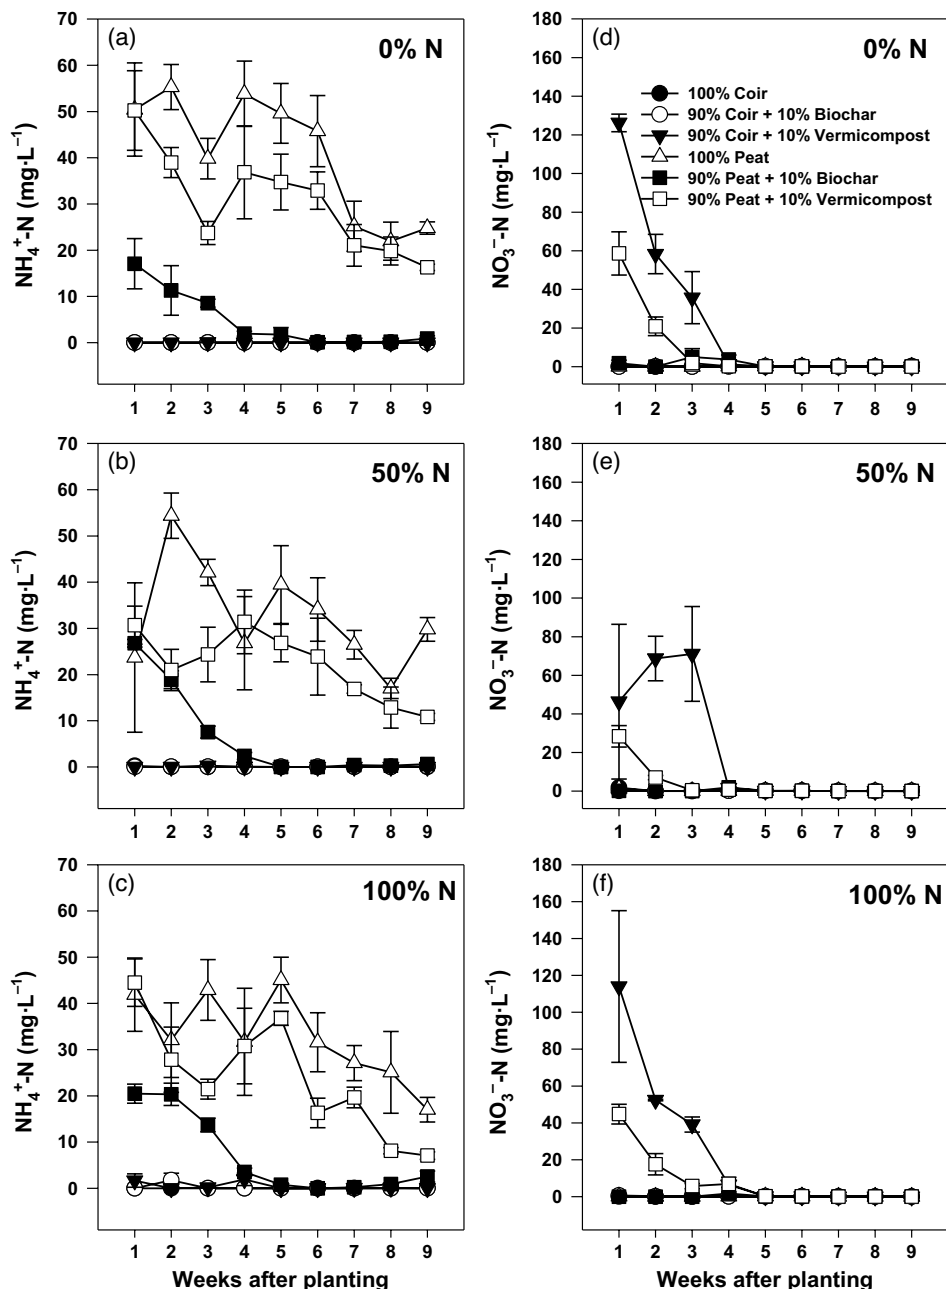 (a)
0% N
NH₄⁺-N (mg·L⁻¹)
70
60
50
40
30
20
10
0
1 2 3 4 5 6 7 8 9
(d)
0% N
NO₃⁻-N (mg·L⁻¹)
180
160
140
120
100
80
60
40
20
0
100% Coir
90% Coir + 10% Biochar
90% Coir + 10% Vermicompost
100% Peat
90% Peat + 10% Biochar
90% Peat + 10% Vermicompost
1 2 3 4 5 6 7 8 9
(b)
50% N
NH₄⁺-N (mg·L⁻¹)
70
60
50
40
30
20
10
0
1 2 3 4 5 6 7 8 9
(e)
50% N
NO₃⁻-N (mg·L⁻¹)
180
160
140
120
100
80
60
40
20
0
1 2 3 4 5 6 7 8 9
(c)
100% N
NH₄⁺-N (mg·L⁻¹)
70
60
50
40
30
20
10
0
1 2 3 4 5 6 7 8 9
Weeks after planting
(f)
100% N
NO₃⁻-N (mg·L⁻¹)
180
160
140
120
100
80
60
40
20
0
1 2 3 4 5 6 7 8 9
Weeks after planting